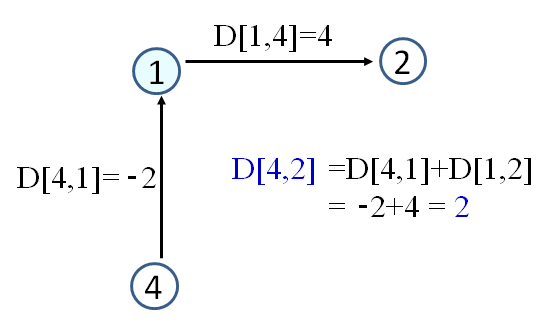 D[1,4]=4
1
2
D[4,1]= -2
D[4,2] =D[4,1]+D[1,2]
= -2+4 = 2
4